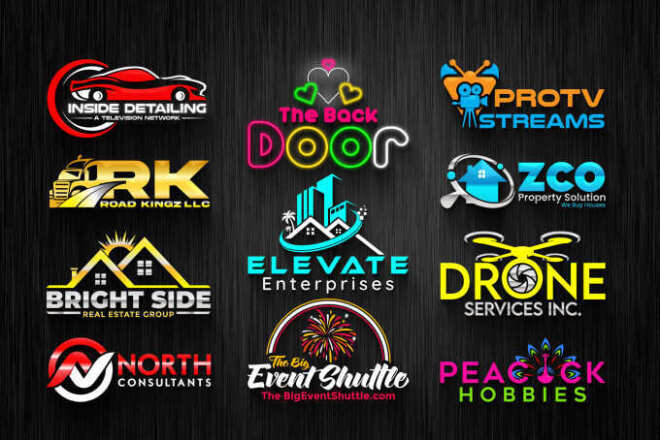 INSIDE DETAILING
A TELEVISION NETWORK
RK
ROAD KINGZ LLC
BRIGHT SIDE
REAL ESTATE GROUP
NORTH
CONSULTANTS
The Back
Door
ELEVATE
Enterprises
The Big
Event Shuttle
The-BigEventShuttle.com
PROTV
STREAMS
ZCO
Property Solution
We Buy Houses
DRONE
SERVICES INC.
PEACOCK
HOBBIES